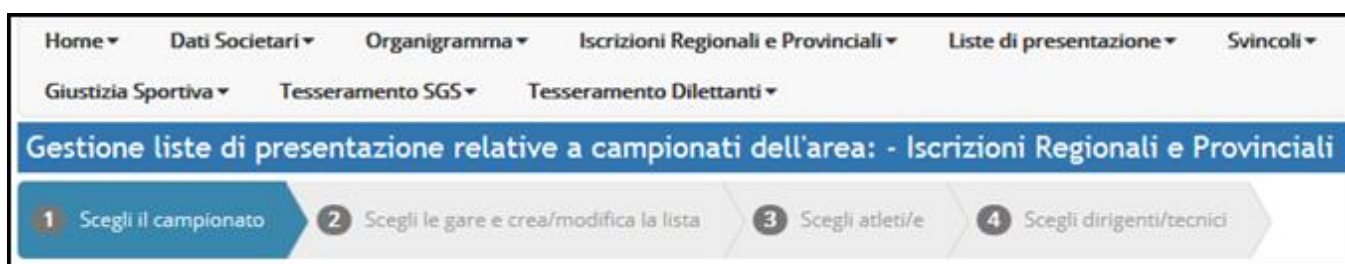 Home Dati Societari Organigramma Iscrizioni Regionali e Provinciali Liste di presentazione Svincoli
Giustizia Sportiva Tesseramento SGS Tesseramento Dilettanti
Gestione liste di presentazione relative a campionati dell'area: - Iscrizioni Regionali e Provinciali
1 Scegli il campionato 2 Scegli le gare e crea/modifica la lista 3 Scegli atleti/e 4 Scegli dirigenti/tecnici